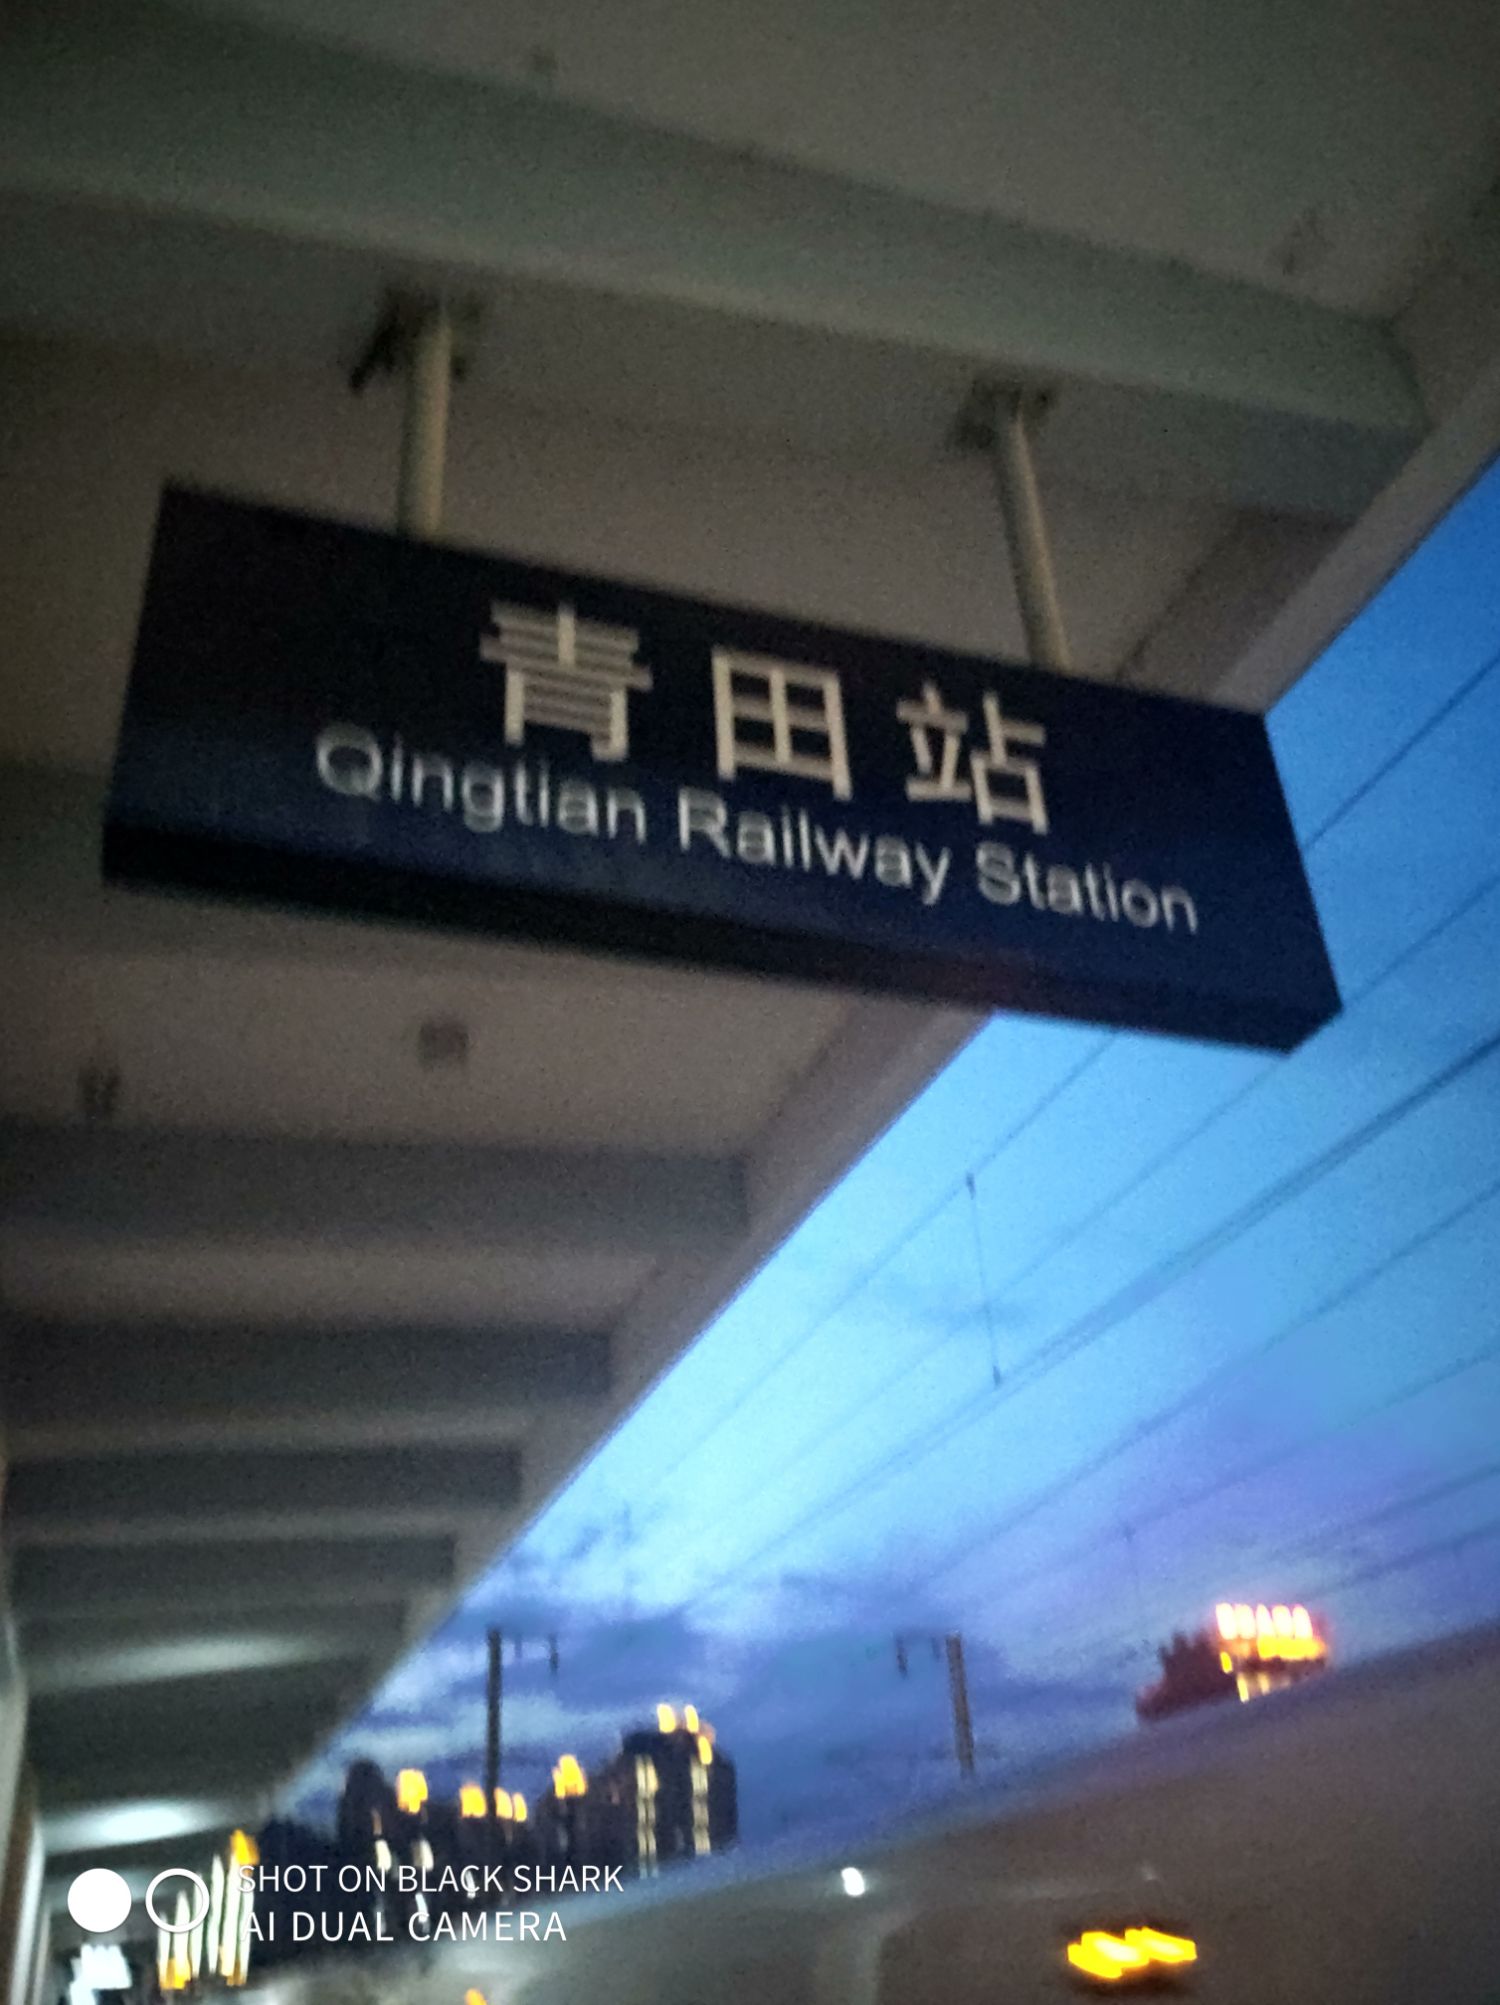 青田站
Qingtian Railway Station
SHOT ON BLACK SHARK
AI DUAL CAMERA